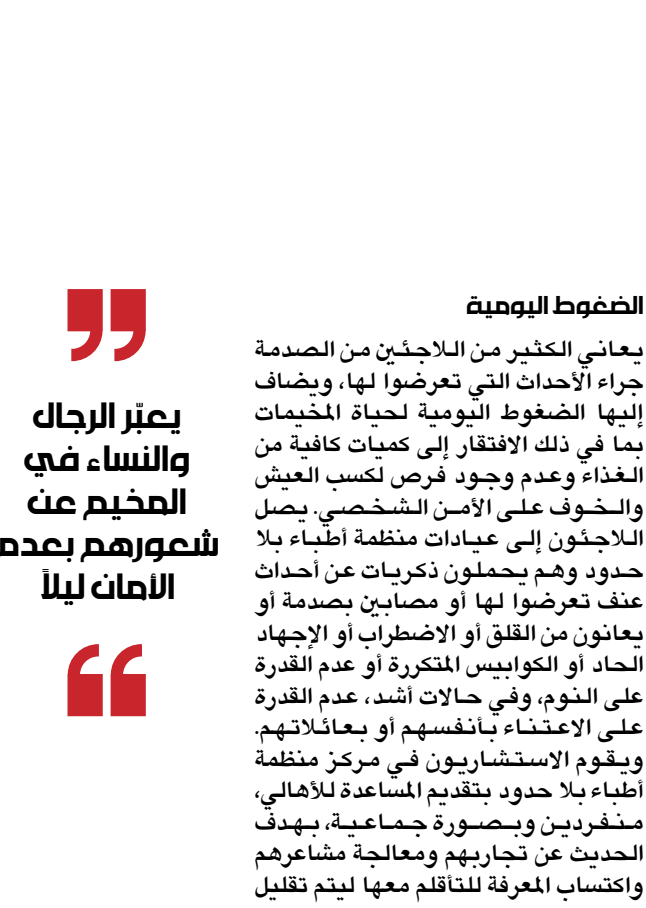 الضغوط اليومية
يعاني الكثير من اللاجئين من الصدمة
جراء الأحداث التي تعرضوا لها، ويضاف
إليها الضغوط اليومية لحياة المخيمات
بما في ذلك الافتقار إلى كميات كافية من
الغذاء وعدم وجود فرص لكسب العيش
والخوف على الأمن الشخصي. يصل
اللاجئون إلى عيادات منظمة أطباء بلا
حدود وهم يحملون ذكريات عن أحداث
عنف تعرضوا لها أو مصابين بصدمة أو
يعانون من القلق أو الاضطراب أو الإجهاد
الحاد أو الكوابيس المتكررة أو عدم القدرة
على النوم، وفي حالات أشد، عدم القدرة
على الاعتناء بأنفسهم أو بعائلاتهم.
ويقوم الاستشاريون في مركز منظمة
أطباء بلا حدود بتقديم المساعدة للأهالي،
منفردين وبصورة جماعية، بهدف
الحديث عن تجاربهم ومعالجة مشاعرهم
واكتساب المعرفة للتأقلم معها ليتم تقليل
"
يعبّر الرجال
والنساء في
المخيم عن
شعورهم بعدم
الأمان ليلاً
"